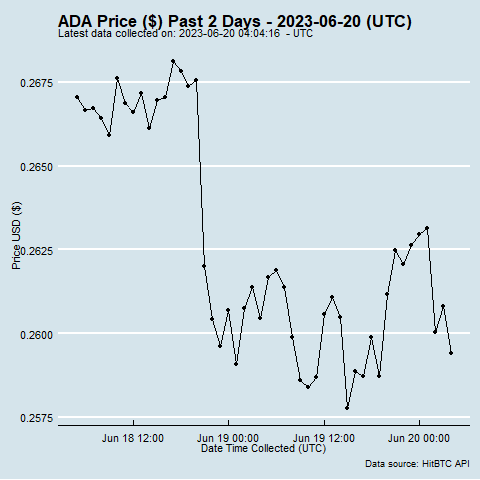 ADA Price ($) Past 2 Days - 2023-06-20 (UTC)
Latest data collected on: 2023-06-20 04:04:16 - UTC
0.2675
0.2650
0.2625
0.2600
0.2575
Price USD ($)
Jun 18 12:00 Jun 19 00:00 Jun 19 12:00 Jun 20 00:00
Date Time Collected (UTC)
Data source: HitBTC API